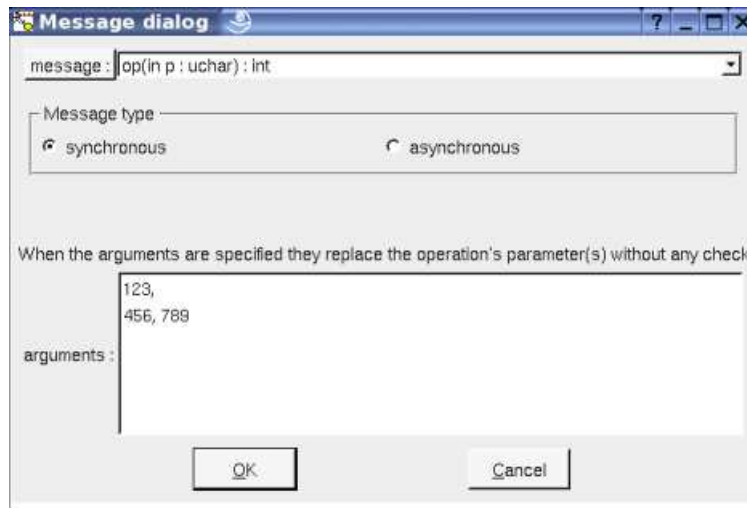 Message dialog
message : op(in p : uchar) : int
Message type
synchronous asynchronous
When the arguments are specified they replace the operation's parameter(s) without any check
123,
456, 789
arguments :
OK Cancel